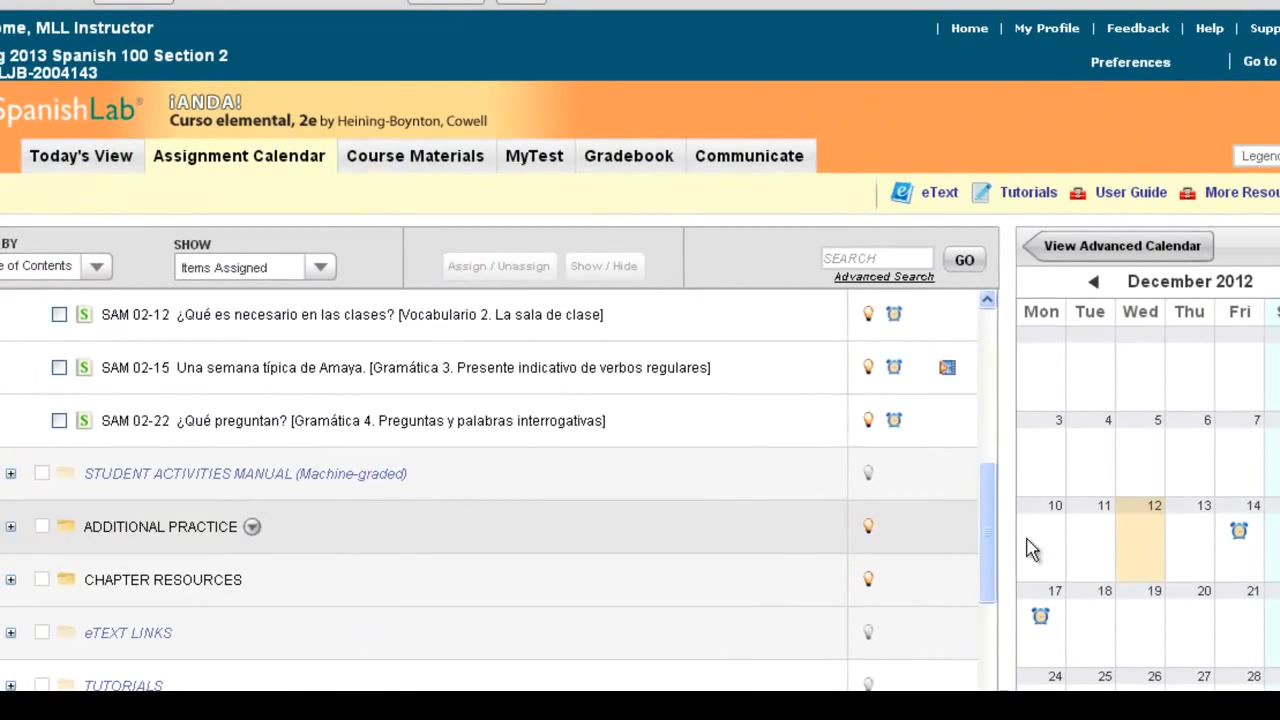 ome, MLL Instructor
| Home | My Profile | Feedback | Help | Supp
g 2013 Spanish 100 Section 2
LJB-2004143
Preferences | Go to
SpanishLab®
¡ANDA!
Curso elemental, 2e by Heining-Boynton, Cowell
Today's View
Assignment Calendar
Course Materials
MyTest
Gradebook
Communicate
Legend
eText
Tutorials
User Guide
More Resou
BY
e of Contents
SHOW
Items Assigned
Assign / Unassign
Show / Hide
SEARCH
GO
Advanced Search
View Advanced Calendar
December 2012
Mon Tue Wed Thu Fri S
S SAM 02-12 ¿Qué es necesario en las clases? [Vocabulario 2. La sala de clase]
S SAM 02-15 Una semana típica de Amaya. [Gramática 3. Presente indicativo de verbos regulares]
S SAM 02-22 ¿Qué preguntan? [Gramática 4. Preguntas y palabras interrogativas]
STUDENT ACTIVITIES MANUAL (Machine-graded)
ADDITIONAL PRACTICE
CHAPTER RESOURCES
eTEXT LINKS
TUTORIALS
3 4 5 6 7
10 11 12 13 14
17 18 19 20 21
24 25 26 27 28